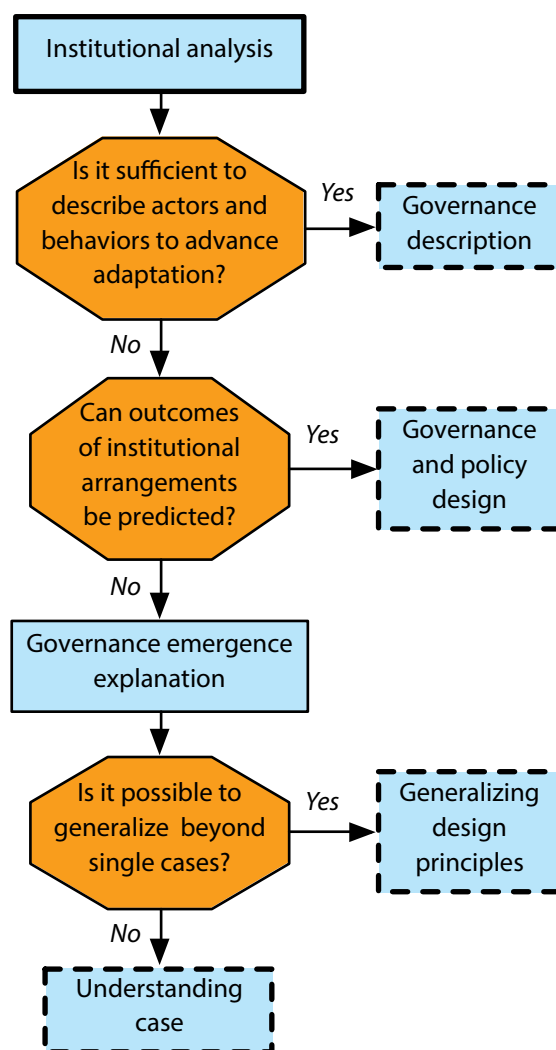 Institutional analysis
Is it sufficient to
describe actors and
behaviors to advance
adaptation?
Yes
Governance
description
No
Can outcomes
of institutional
arrangements
be predicted?
Yes
Governance
and policy
design
No
Governance emergence
explanation
Is it possible to
generalize beyond
single cases?
Yes
Generalizing
design
principles
No
Understanding
case